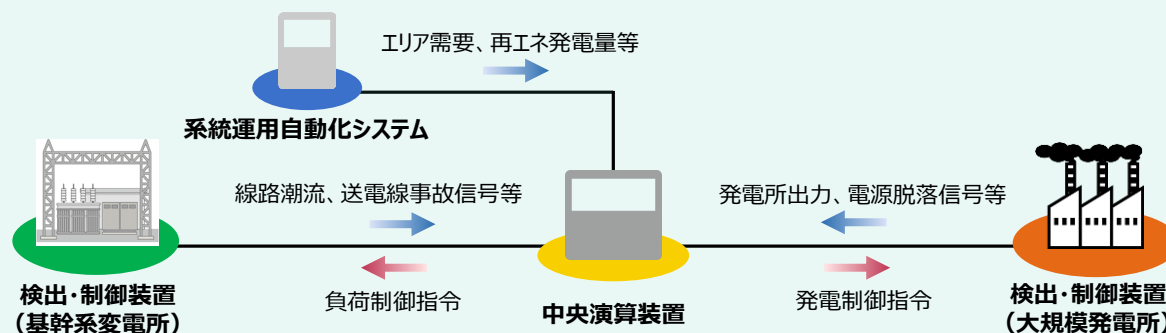 エリア需要、再エネ発電量等
系統運用自動化システム
線路潮流、送電線事故信号等
発電所出力、電源脱落信号等
検出・制御装置
（基幹系変電所）
負荷制御指令
中央演算装置
発電制御指令
検出・制御装置
（大規模発電所）